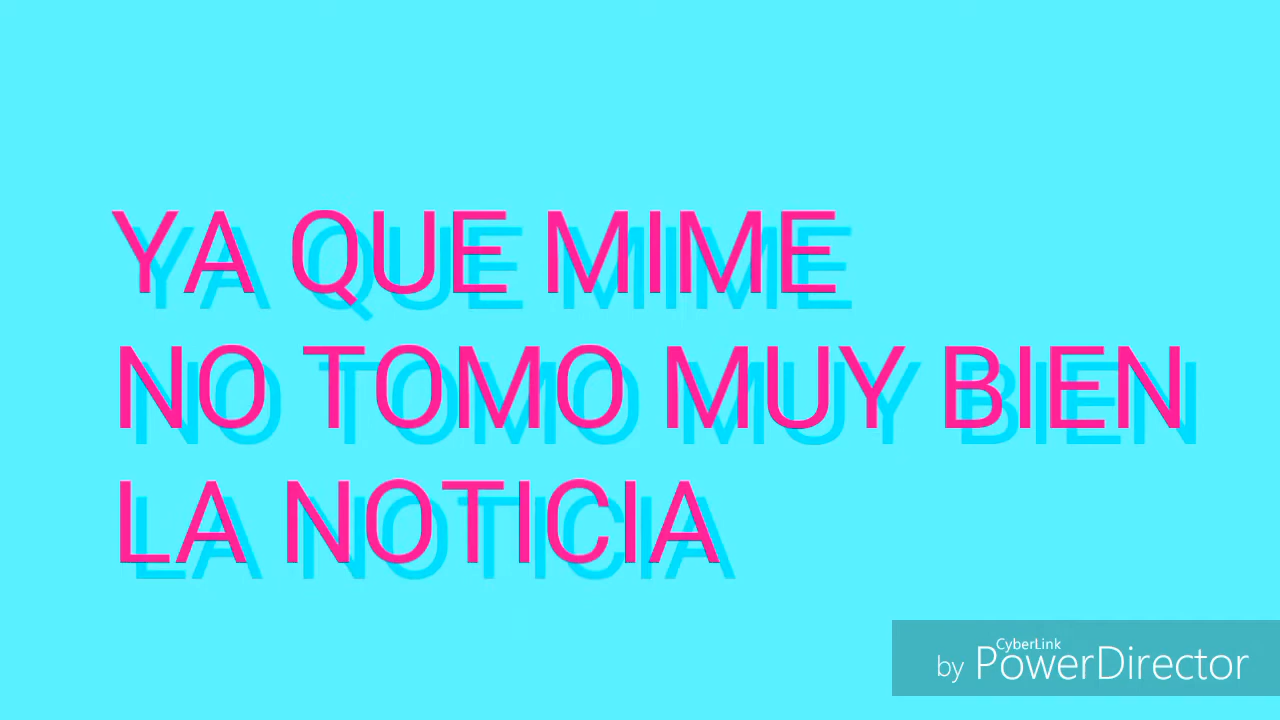 YA QUE MIME
NO TOMO MUY BIEN
LA NOTICIA
CyberLink
by PowerDirector